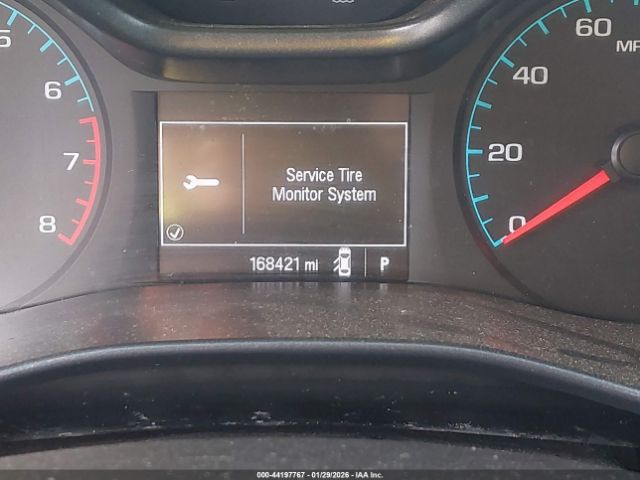 5
6
7
8
Service Tire
Monitor System
168421 mi
P
60
40
20
0
000-44197767 - 01/29/2026 - IAA Inc.